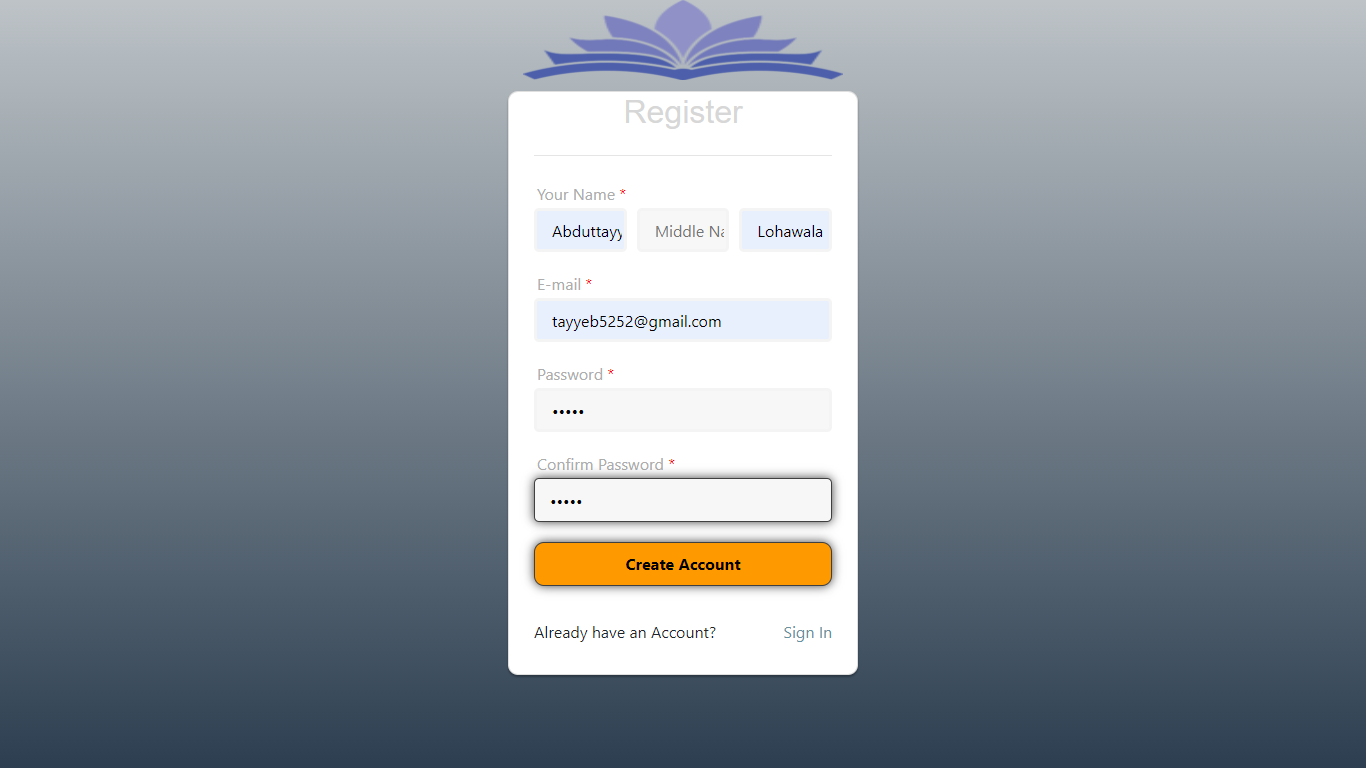 Register
Your Name *
Abduttayy Middle Na Lohawala
E-mail *
tayyeb5252@gmail.com
Password *
•••••
Confirm Password *
•••••
Create Account
Already have an Account? Sign In